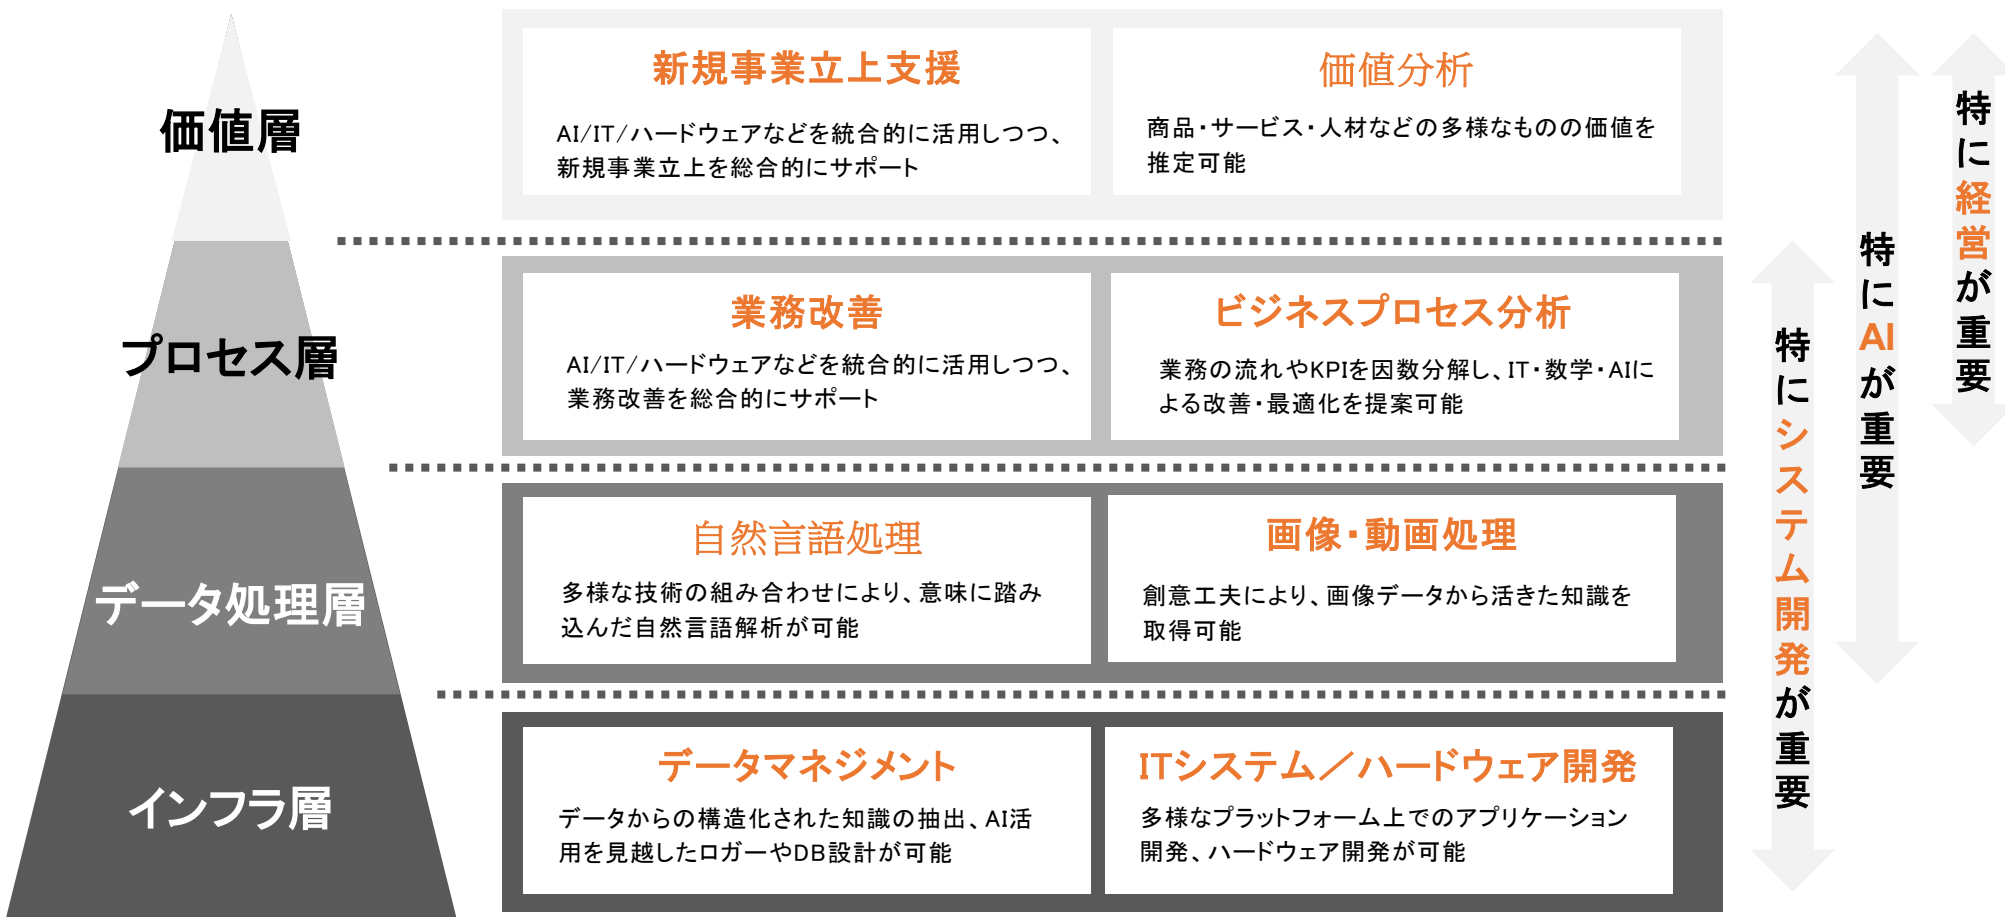 価値層
新規事業立上支援
AI/IT/ハードウェアなどを統合的に活用しつつ、
新規事業立上を総合的にサポート
価値分析
商品・サービス・人材などの多様なものの価値を
推定可能
プロセス層
業務改善
AI/IT/ハードウェアなどを統合的に活用しつつ、
業務改善を総合的にサポート
ビジネスプロセス分析
業務の流れやKPIを因数分解し、IT・数学・AIに
よる改善・最適化を提案可能
データ処理層
自然言語処理
多様な技術の組み合わせにより、意味に踏み
込んだ自然言語解析が可能
画像・動画処理
創意工夫により、画像データから活きた知識を
取得可能
インフラ層
データマネジメント
データからの構造化された知識の抽出、AI活
用を見越したロガーやDB設計が可能
ITシステム／ハードウェア開発
多様なプラットフォーム上でのアプリケーション
開発、ハードウェア開発が可能
特にシステム開発が重要
特にAIが重要
特に経営が重要